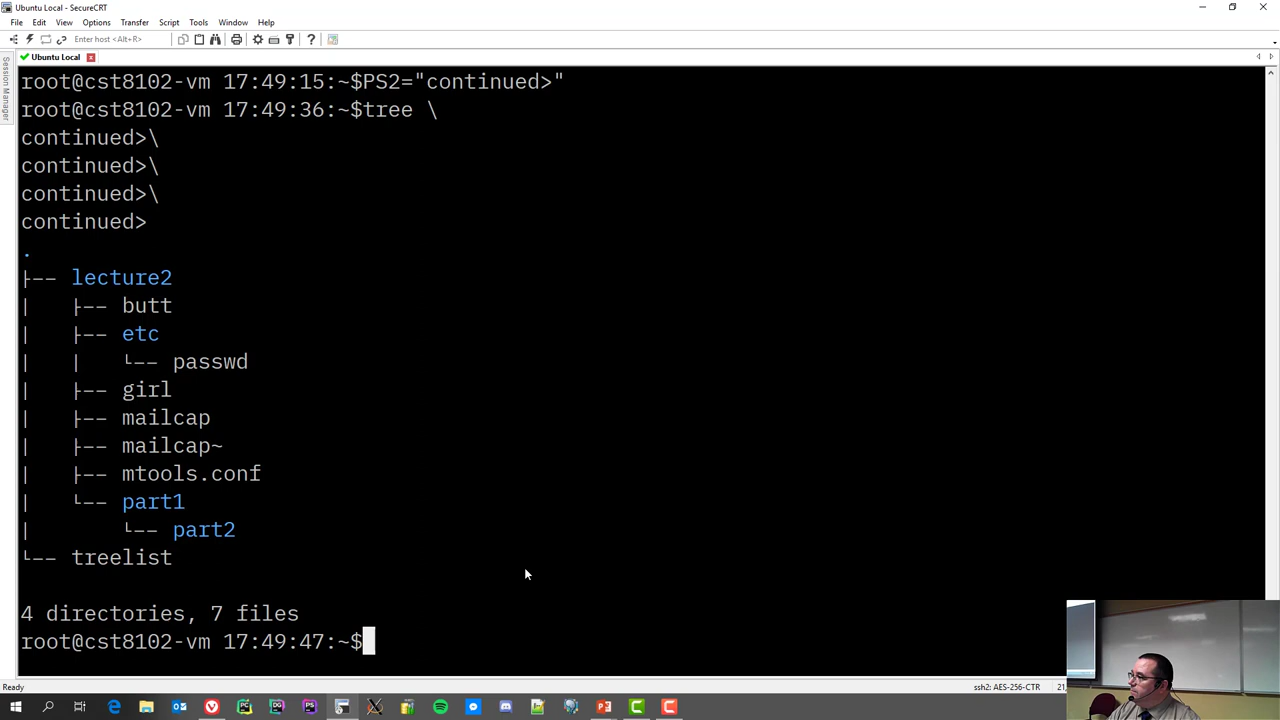 Ubuntu Local - SecureCRT
File Edit View Options Transfer Script Tools Window Help
Enter host <Alt+R>
Ubuntu Local
Session Manager
root@cst8102-vm 17:49:15:~$PS2="continued>"
root@cst8102-vm 17:49:36:~$tree \
continued>\
continued>\
continued>\
continued>
.
├── lecture2
│   ├── butt
│   ├── etc
│   │   └── passwd
│   ├── girl
│   ├── mailcap
│   ├── mailcap~
│   ├── mtools.conf
│   └── part1
│       └── part2
└── treelist
4 directories, 7 files
root@cst8102-vm 17:49:47:~$
Ready
ssh2: AES-256-CTR
21,